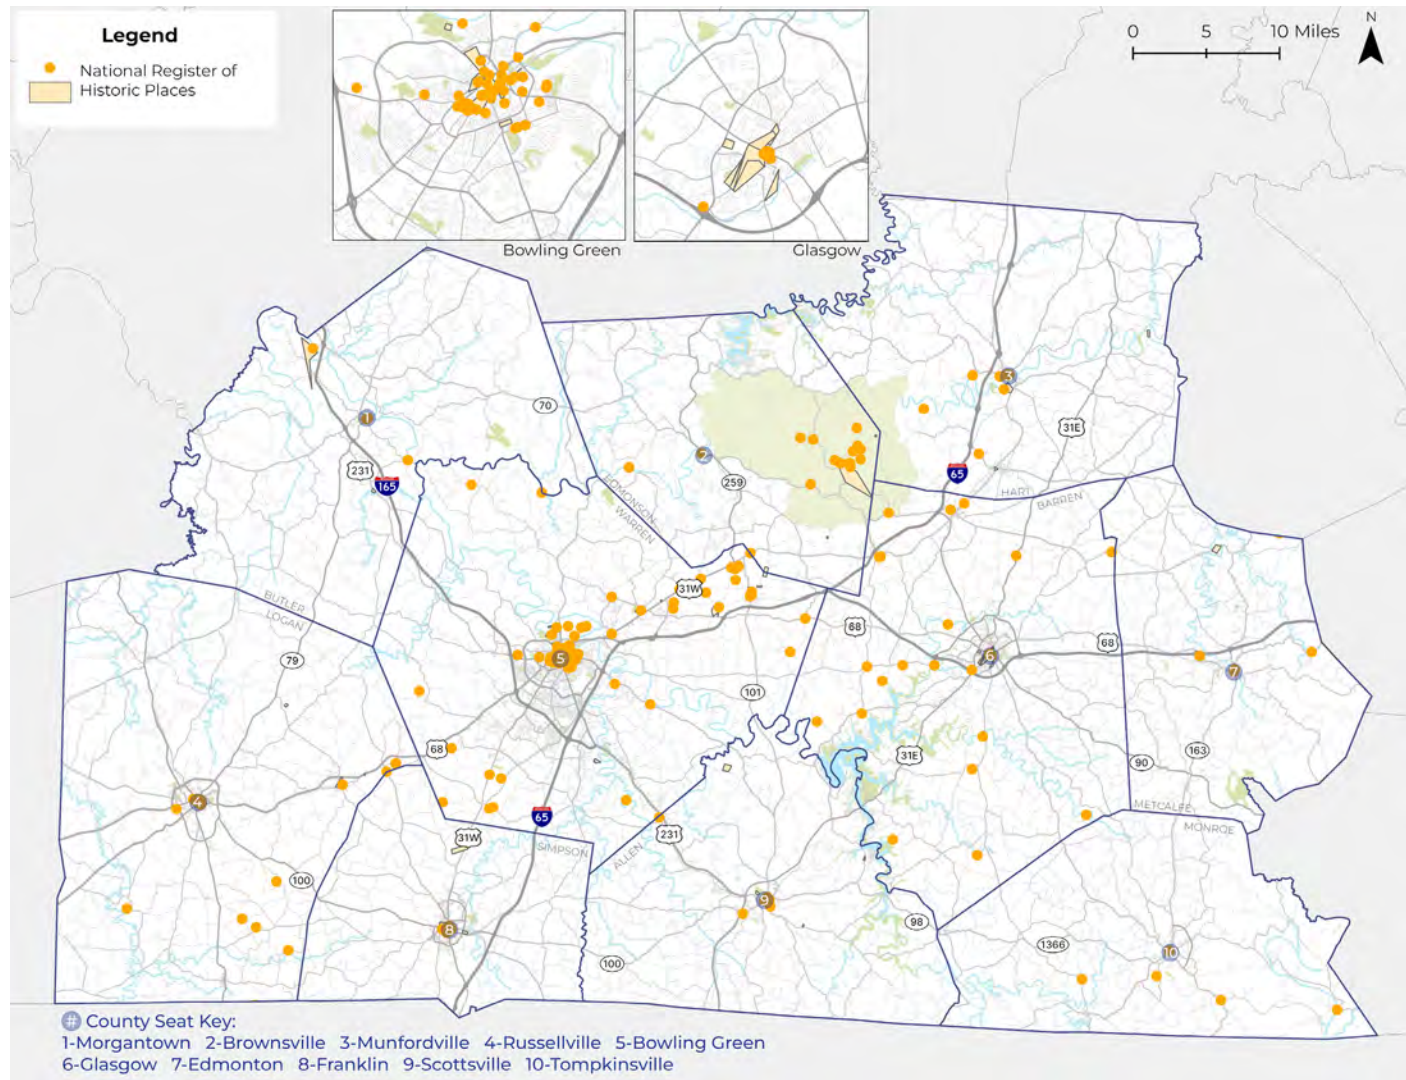 Legend
National Register of
Historic Places
Bowling Green
Glasgow
0 5 10 Miles
N
1
70
231
165
2
259
EDMONSON
WARREN
3
31E
65
HART
BARREN
31W
BUTLER
LOGAN
79
5
68
101
6
68
7
68
4
31E
163
90
METCALFE
MONROE
65
31W
SIMPSON
231
ALLEN
100
8
9
98
100
1366
10
# County Seat Key:
1-Morgantown 2-Brownsville 3-Munfordville 4-Russellville 5-Bowling Green
6-Glasgow 7-Edmonton 8-Franklin 9-Scottsville 10-Tompkinsville